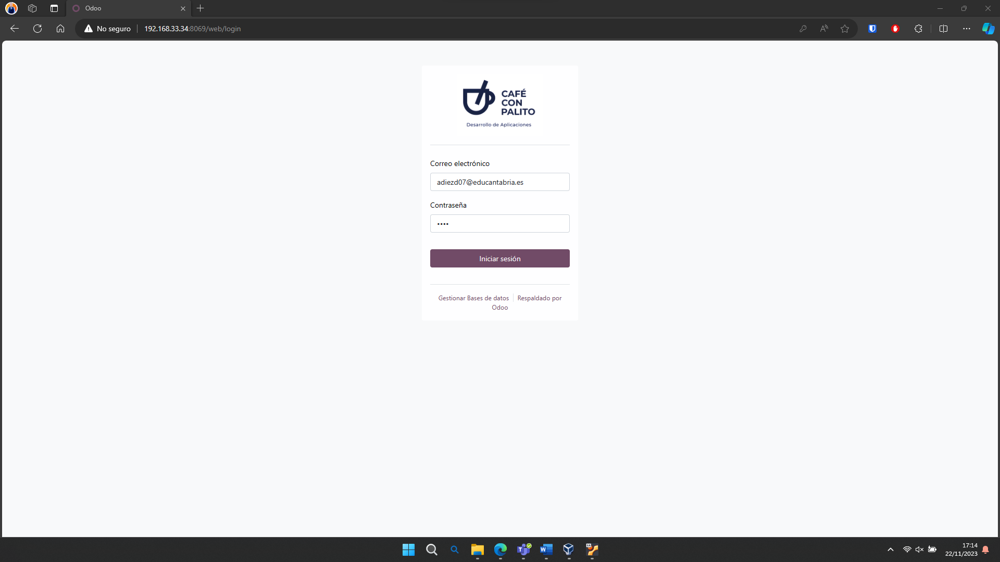 Odoo
No seguro
192.168.33.34:8069/web/login
CAFÉ
CON
PALITO
Desarrollo de Aplicaciones
Correo electrónico
adiezd07@educantabria.es
Contraseña
••••
Iniciar sesión
Gestionar Bases de datos
Respaldado por
Odoo
17:14
22/11/2023